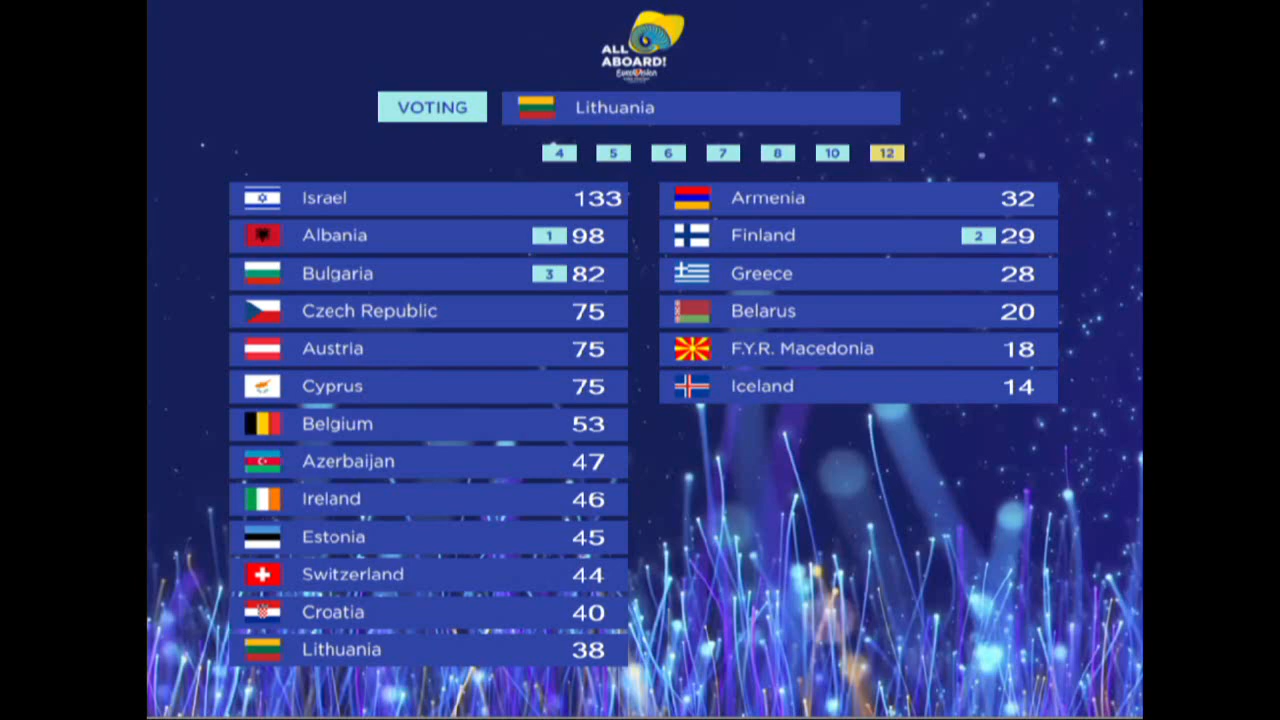 ALL
ABOARD!
EUROVISION
VOTING Lithuania
4 5 6 7 8 10 12
Israel 133
Albania 1 98
Bulgaria 3 82
Czech Republic 75
Austria 75
Cyprus 75
Belgium 53
Azerbaijan 47
Ireland 46
Estonia 45
Switzerland 44
Croatia 40
Lithuania 38
Armenia 32
Finland 2 29
Greece 28
Belarus 20
F.Y.R. Macedonia 18
Iceland 14